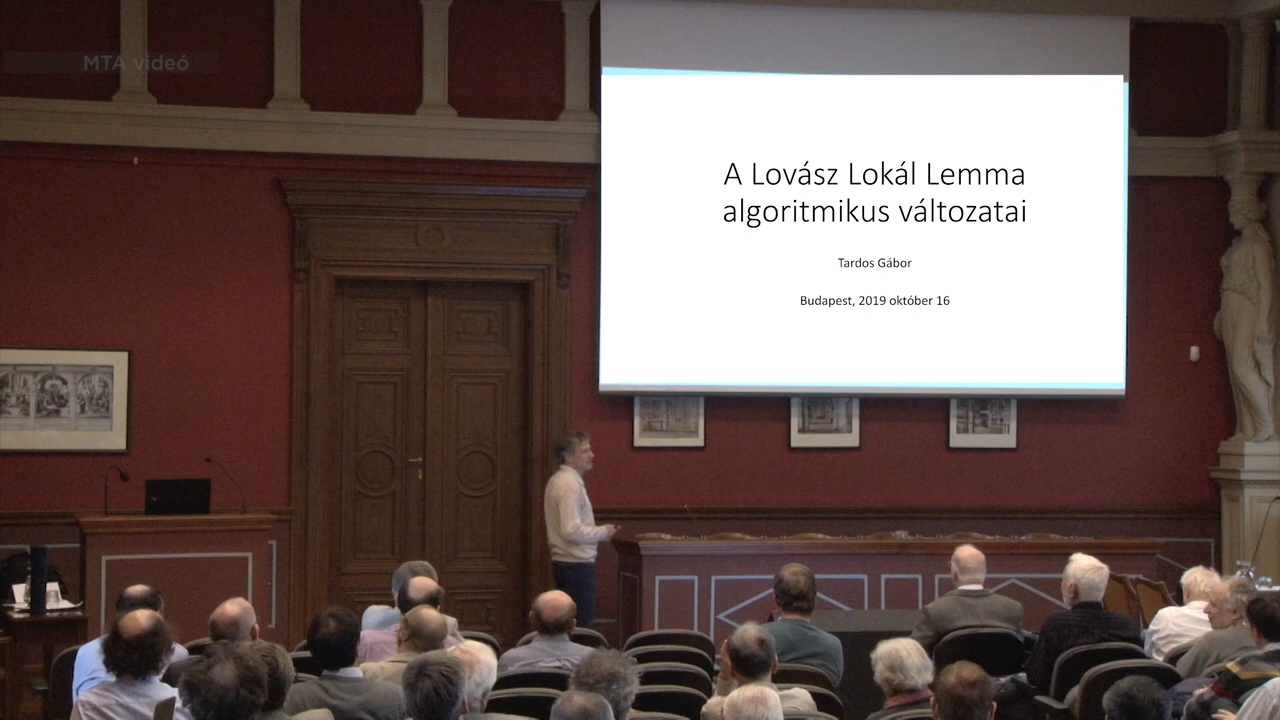 MTA videó
A Lovász Lokál Lemma
algoritmikus változatai
Tardos Gábor
Budapest, 2019 október 16